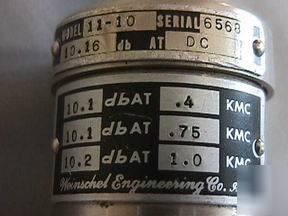 MODEL 11-10 SERIAL 6568
10.16 db AT DC
10.1 dbAT .4 KMC
10.1 dbAT .75 KMC
10.2 dbAT 1.0 KMC
Weinschel Engineering Co.